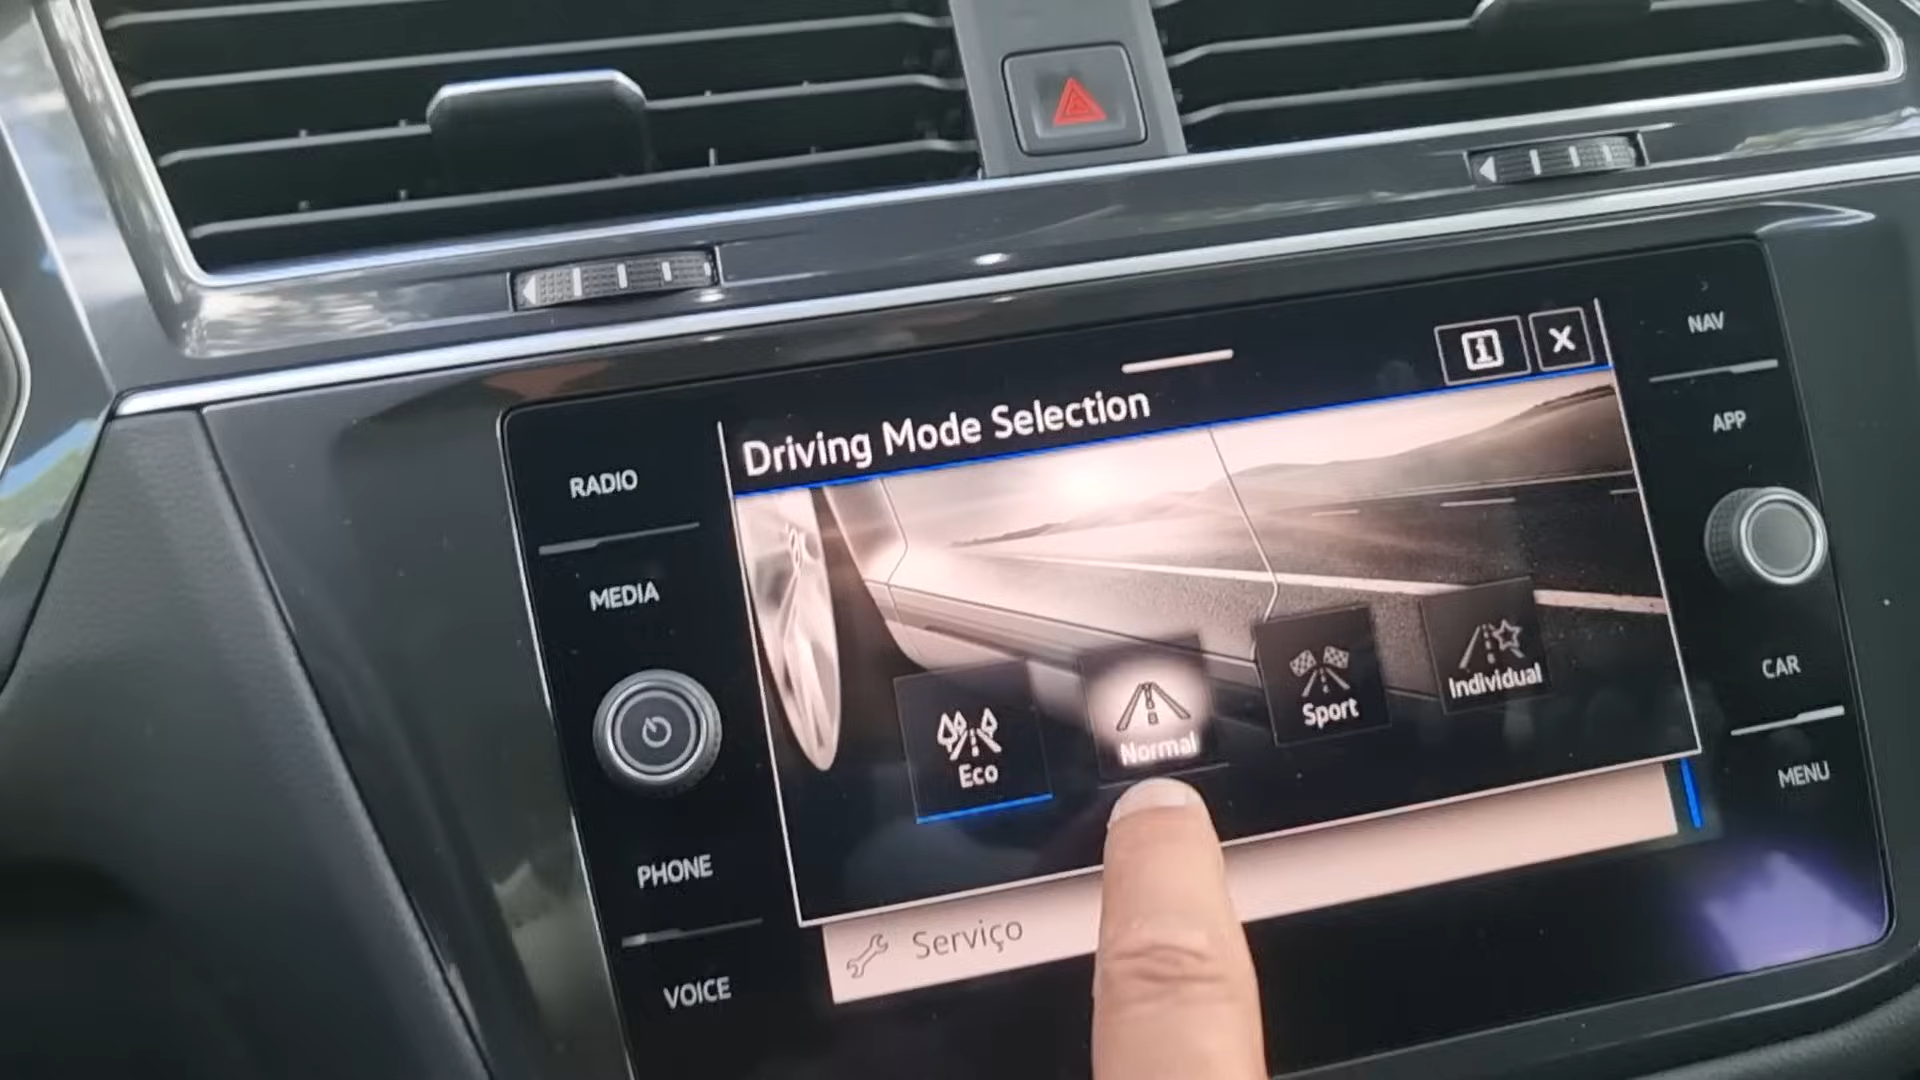 RADIO
MEDIA
PHONE
VOICE
Driving Mode Selection
i
X
Eco
Normal
Sport
Individual
Serviço
NAV
APP
CAR
MENU